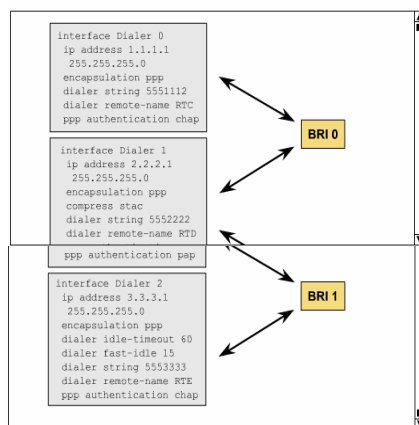 interface Dialer 0
ip address 1.1.1.1
255.255.255.0
encapsulation ppp
dialer string 5551112
dialer remote-name RTC
ppp authentication chap
BRI 0
interface Dialer 1
ip address 2.2.2.1
255.255.255.0
encapsulation ppp
compress stac
dialer string 5552222
dialer remote-name RTD
ppp authentication pap
interface Dialer 2
ip address 3.3.3.1
255.255.255.0
encapsulation ppp
dialer idle-timeout 60
dialer fast-idle 15
dialer string 5553333
dialer remote-name RTE
ppp authentication chap
BRI 1